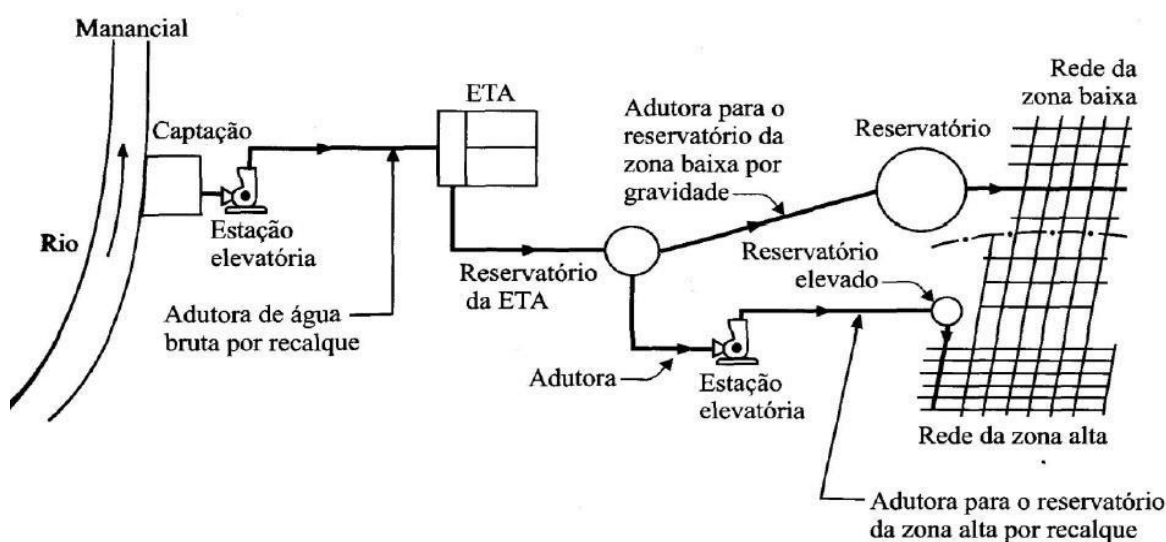 Manancial
Captação
Rio
Estação
elevatória
Adutora de água
bruta por recalque
ETA
Reservatório
da ETA
Adutora para o
reservatório da
zona baixa por
gravidade
Reservatório
Rede da
zona baixa
Reservatório
elevado
Adutora
Estação
elevatória
Rede da zona alta
Adutora para o reservatório
da zona alta por recalque